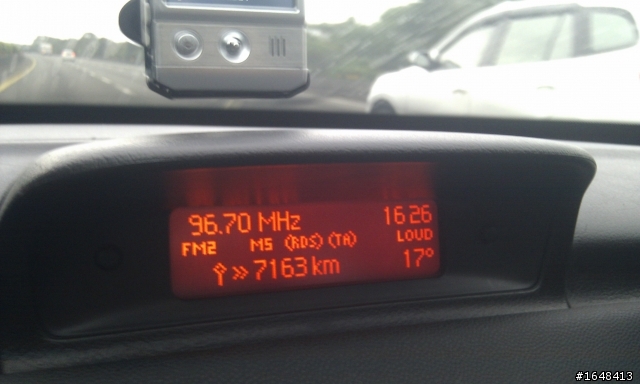 96.70 MHz 16 26
FM2 M5 (RDS) (TA) LOUD
»7163 km 17°
#1648413